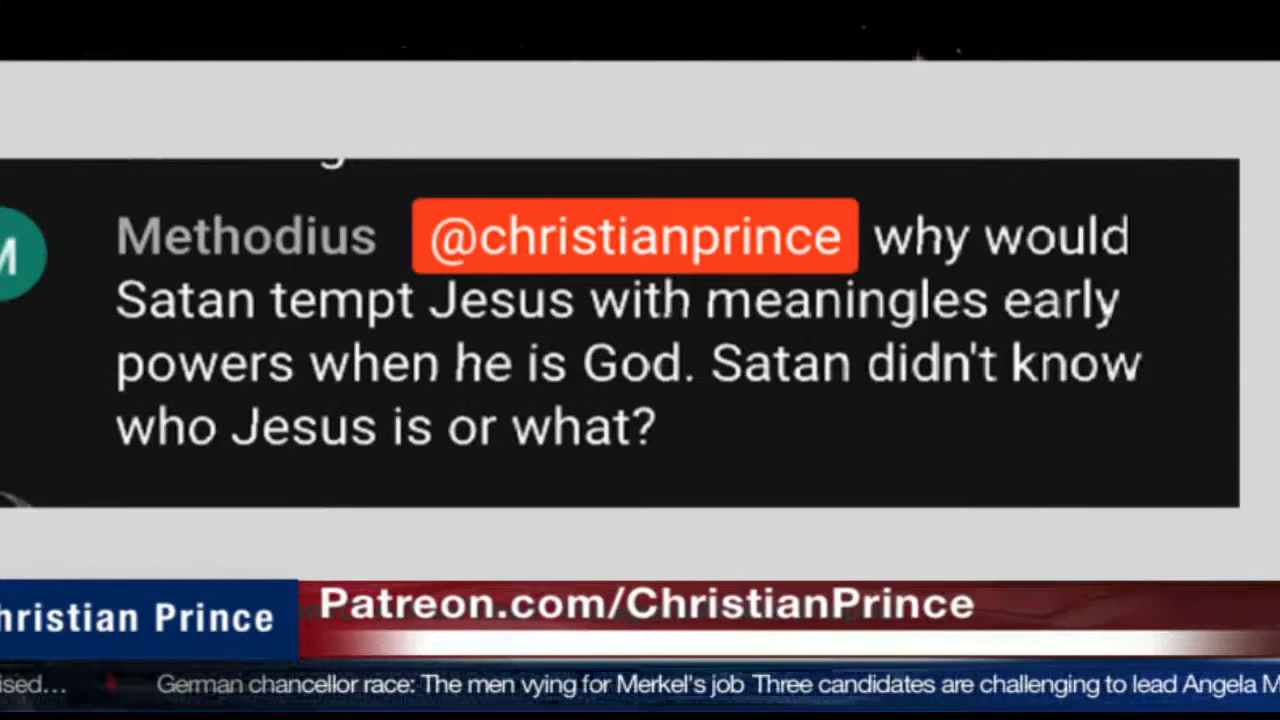 Methodius @christianprince why would
Satan tempt Jesus with meaningles early
powers when he is God. Satan didn't know
who Jesus is or what?
hristian Prince
Patreon.com/ChristianPrince
ised... German chancellor race: The men vying for Merkel's job Three candidates are challenging to lead Angela M